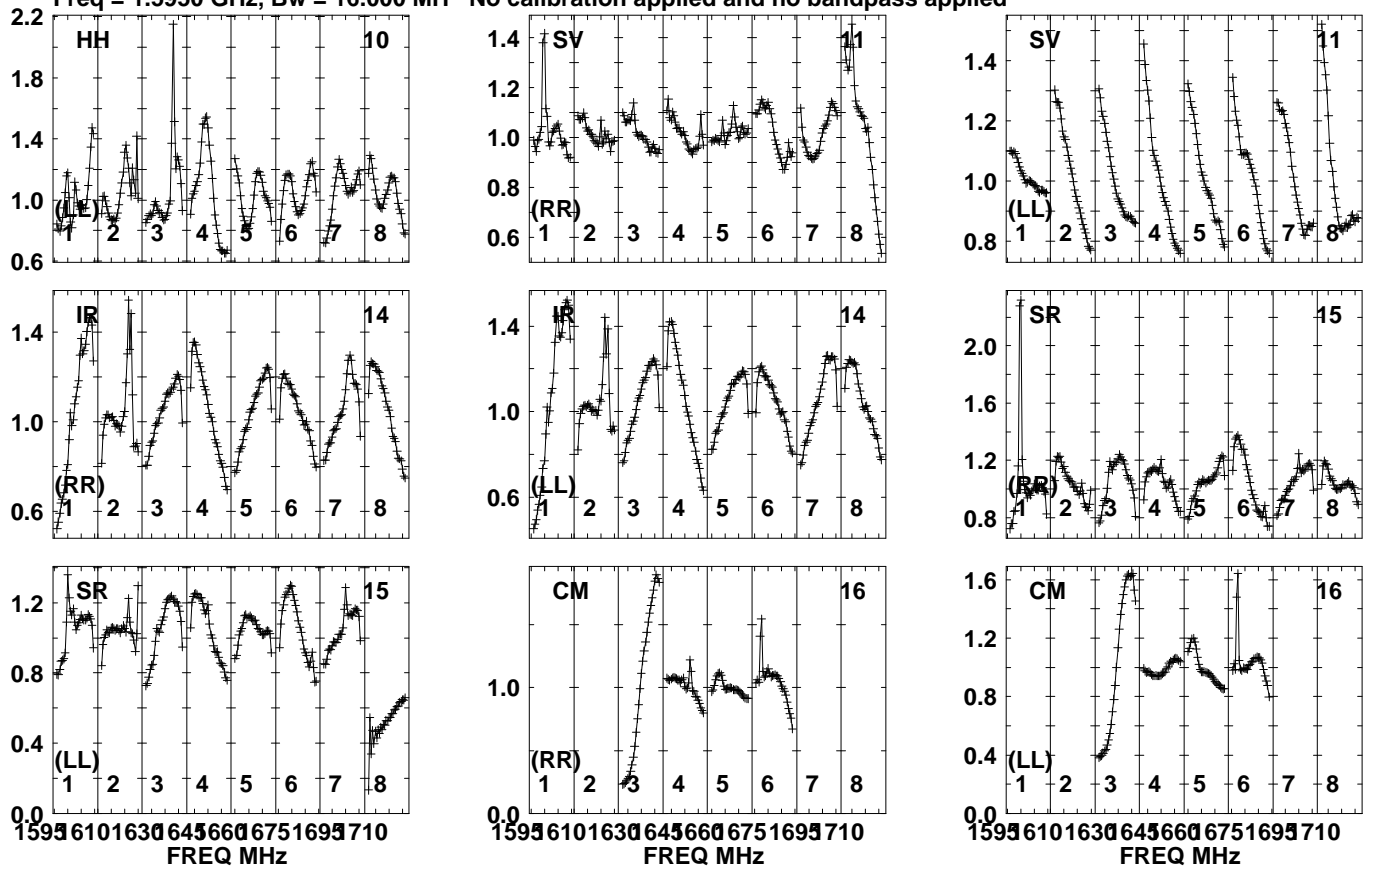 Freq = 1.5950 GHz, Bw = 16.000 MH No calibration applied and no bandpass applied
2.2 1.8 1.4 1.0 0.6
HH 10
(LL)
1 2 3 4 5 6 7 8
1.4 1.2 1.0 0.8 0.6
SV 11
(RR)
1 2 3 4 5 6 7 8
1.4 1.2 1.0 0.8
SV 11
(LL)
1 2 3 4 5 6 7 8
1.4 1.0 0.6
IR 14
(RR)
1 2 3 4 5 6 7 8
1.4 1.0 0.6
IR 14
(LL)
1 2 3 4 5 6 7 8
2.0 1.6 1.2 0.8
SR 15
(RR)
1 2 3 4 5 6 7 8
1.2 0.8 0.4 0.0
SR 15
(LL)
1 2 3 4 5 6 7 8
1595 1610 1630 1645 1660 1675 1695 1710
FREQ MHz
1.0 0.0
CM 16
(RR)
1 2 3 4 5 6 7 8
1595 1610 1630 1645 1660 1675 1695 1710
FREQ MHz
1.6 1.2 0.8 0.4 0.0
CM 16
(LL)
1 2 3 4 5 6 7 8
1595 1610 1630 1645 1660 1675 1695 1710
FREQ MHz